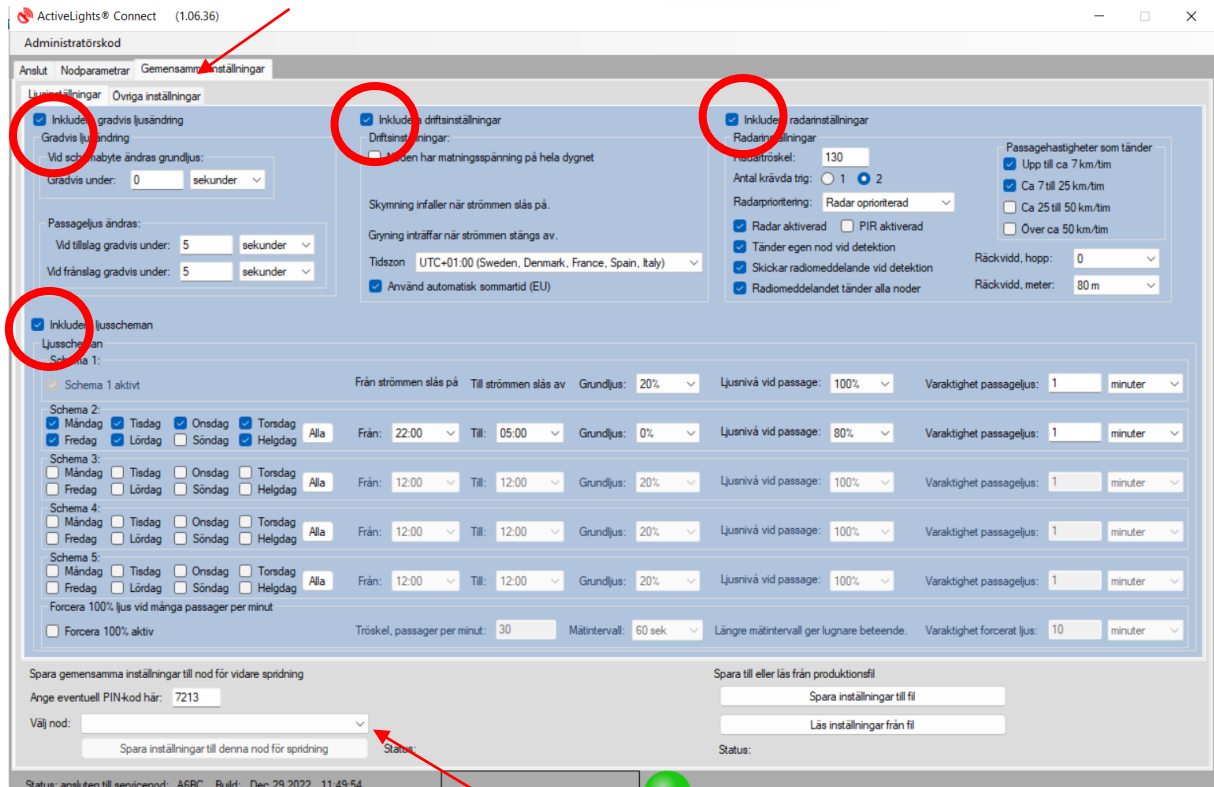 ActiveLights® Connect (1.06.36)
Administratörskod
Anslut Nodparametrar Gemensamma inställningar
Ljusinställningar Övriga inställningar
Inkludera gradvis ljusändring
Gradvis ljusändring
Vid schemabyte ändras grundljus:
Gradvis under: 0 sekunder
Passageljus ändras:
Vid tillslag gradvis under: 5 sekunder
Vid frånslag gradvis under: 5 sekunder
Inkludera driftsinställningar
Driftsinställningar:
Noden har matningsspänning på hela dygnet
Skymning infaller när strömmen slås på.
Gryning inträffar när strömmen stängs av.
Tidszon UTC+01:00 (Sweden, Denmark, France, Spain, Italy)
Använd automatisk sommartid (EU)
Inkludera radarinställningar
Radarinställningar
Radartröskel: 130
Antal krävda trig: 1 2
Radarprioritering: Radar oprioriterad
Radar aktiverad PIR aktiverad
Tänder egen nod vid detektion
Skickar radiomeddelande vid detektion
Radiomeddelandet tänder alla noder
Passagehastigheter som tänder
Upp till ca 7 km/tim
Ca 7 till 25 km/tim
Ca 25 till 50 km/tim
Över ca 50 km/tim
Räckvidd, hopp: 0
Räckvidd, meter: 80 m
Inkludera ljusscheman
Ljusscheman
Schema 1:
Schema 1 aktivt Från strömmen slås på Till strömmen slås av Grundljus: 20% Ljusnivå vid passage: 100% Varaktighet passageljus: 1 minuter
Schema 2:
Måndag Tisdag Onsdag Torsdag
Fredag Lördag Söndag Helgdag Alla Från: 22:00 Till: 05:00 Grundljus: 0% Ljusnivå vid passage: 80% Varaktighet passageljus: 1 minuter
Schema 3:
Måndag Tisdag Onsdag Torsdag
Fredag Lördag Söndag Helgdag Alla Från: 12:00 Till: 12:00 Grundljus: 20% Ljusnivå vid passage: 100% Varaktighet passageljus: 1 minuter
Schema 4:
Måndag Tisdag Onsdag Torsdag
Fredag Lördag Söndag Helgdag Alla Från: 12:00 Till: 12:00 Grundljus: 20% Ljusnivå vid passage: 100% Varaktighet passageljus: 1 minuter
Schema 5:
Måndag Tisdag Onsdag Torsdag
Fredag Lördag Söndag Helgdag Alla Från: 12:00 Till: 12:00 Grundljus: 20% Ljusnivå vid passage: 100% Varaktighet passageljus: 1 minuter
Forcera 100% ljus vid många passager per minut
Forcera 100% aktiv Tröskel, passager per minut: 30 Mätintervall: 60 sek Längre mätintervall ger lugnare beteende. Varaktighet forcerat ljus: 10 minuter
Spara gemensamma inställningar till nod för vidare spridning
Ange eventuell PIN-kod här: 7213
Välj nod:
Spara inställningar till denna nod för spridning Status:
Spara till eller läs från produktionsfil
Spara inställningar till fil
Läs inställningar från fil
Status:
Status: ansluten till servicenod: A6BC Build: Dec 29 2022 11:49:54